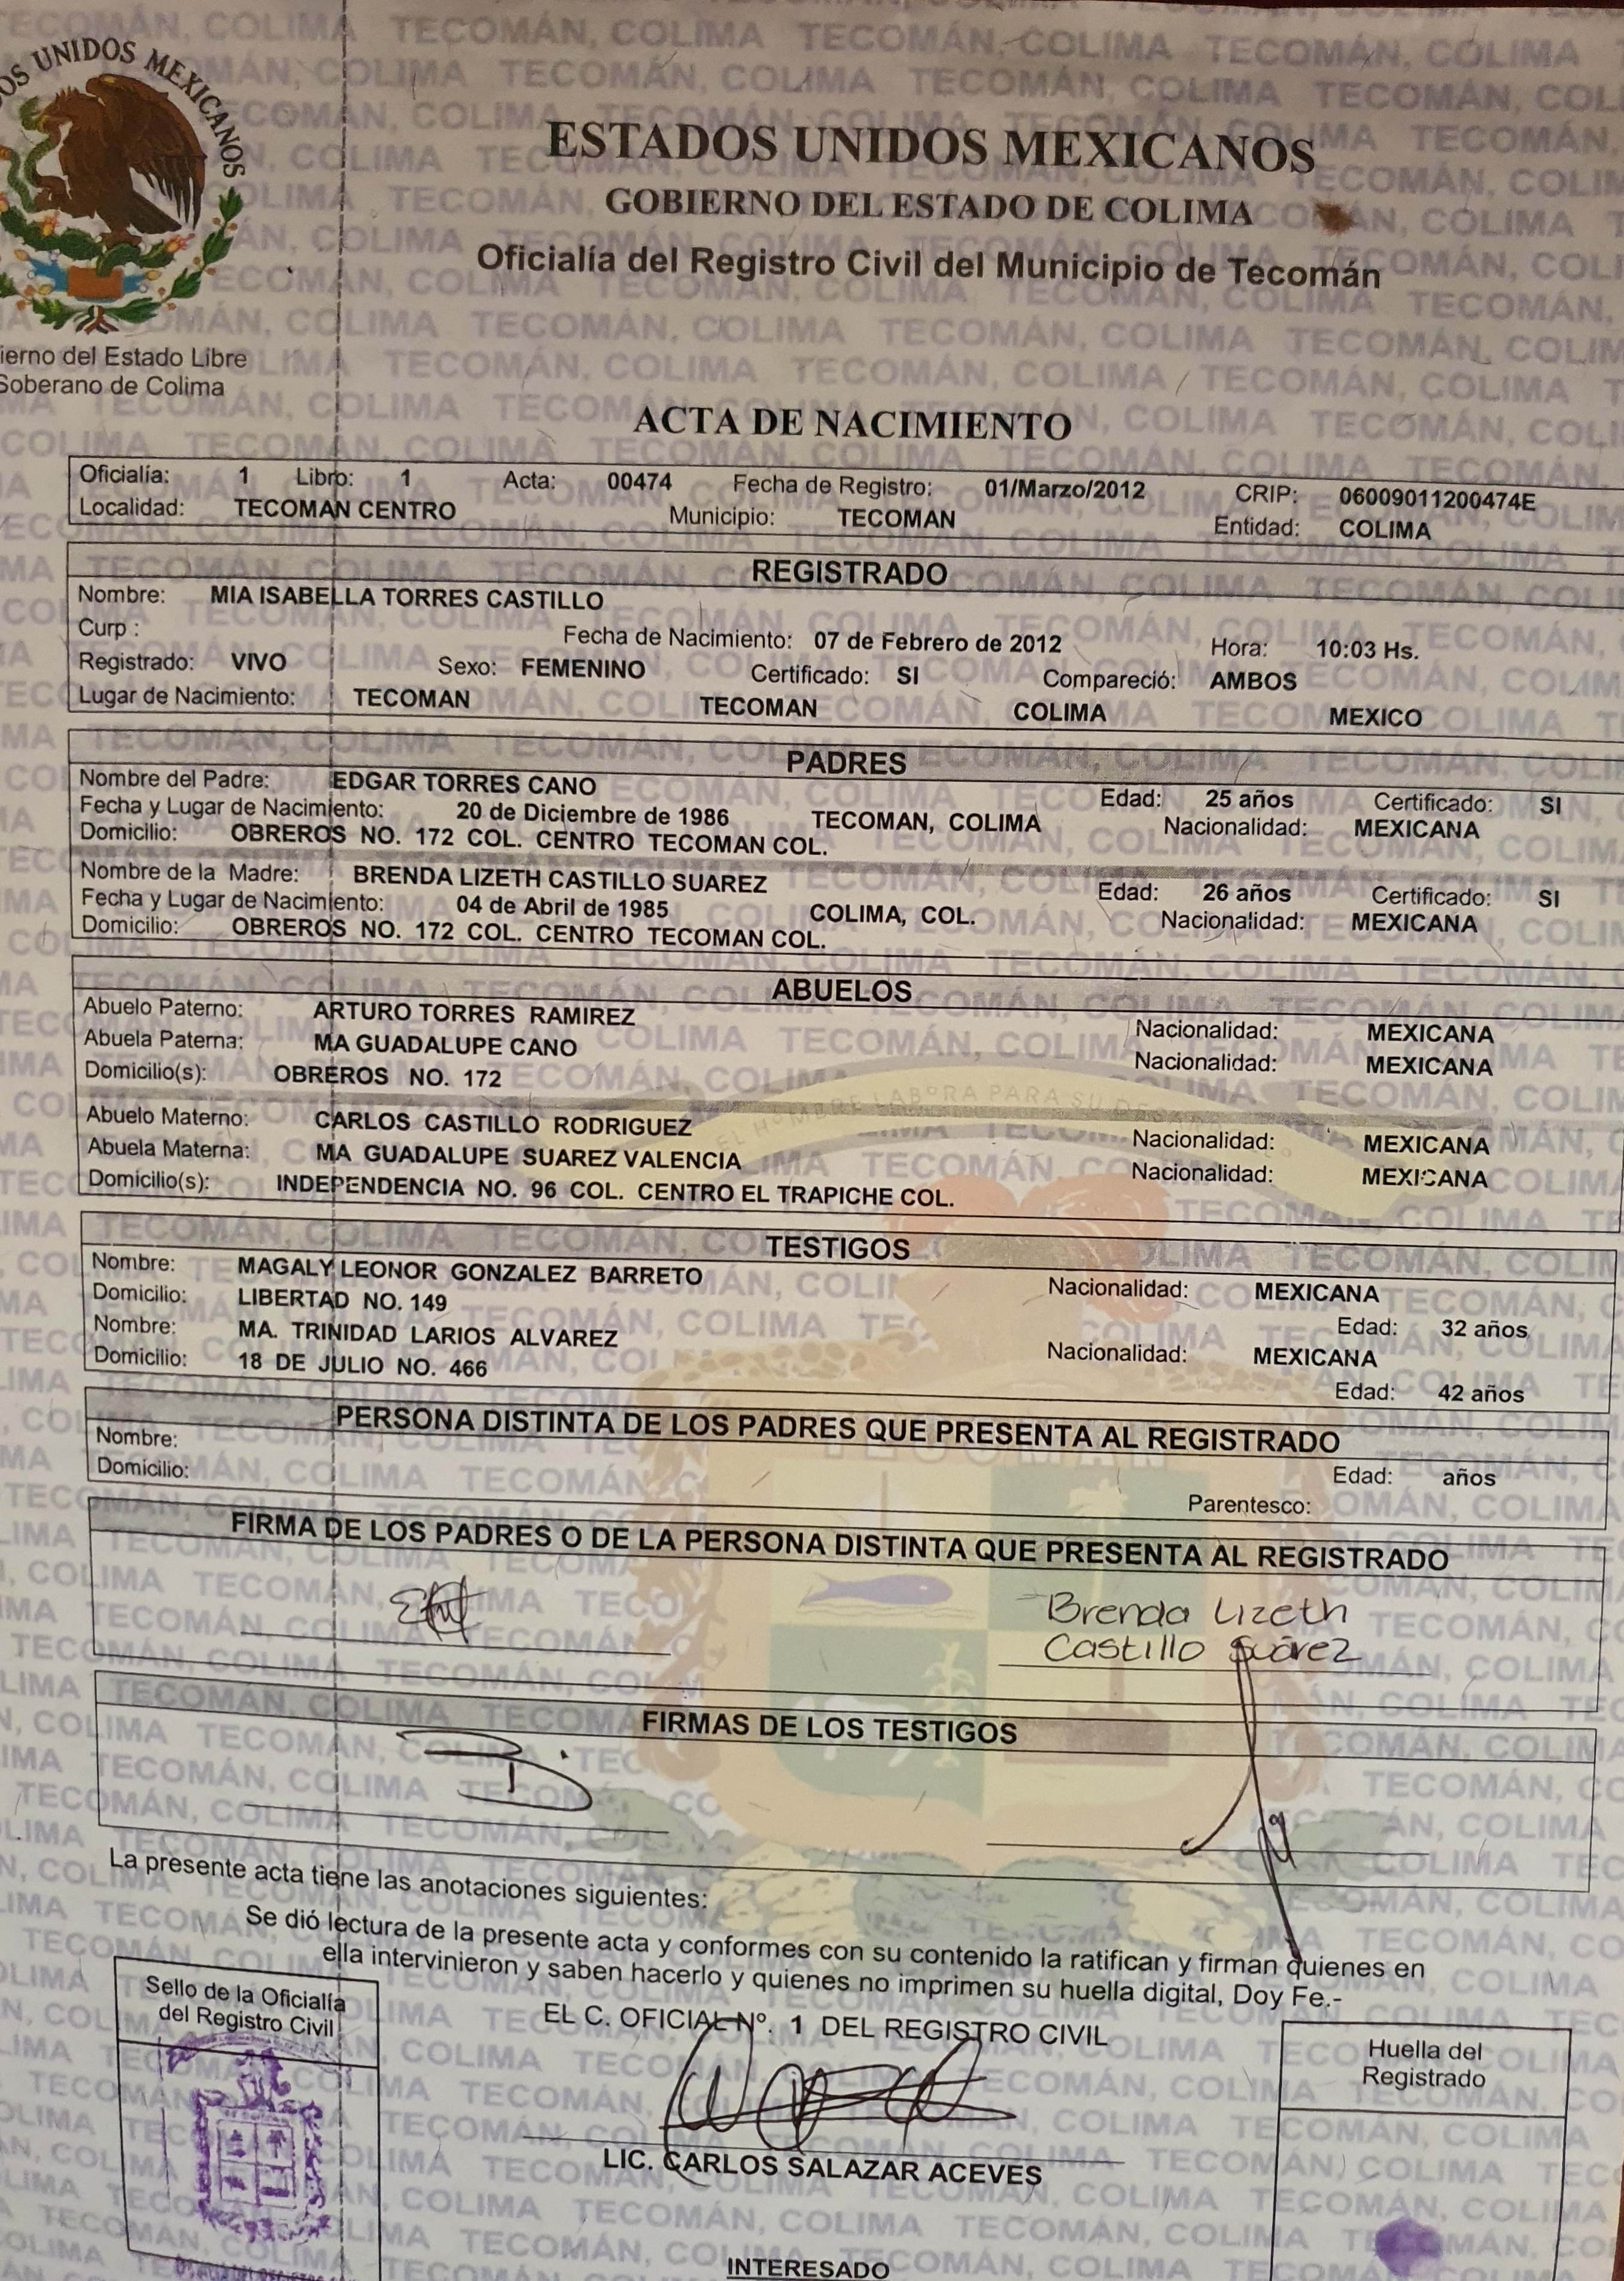 ESTADOS UNIDOS MEXICANOS
OS UNIDOS MEXICANOS
GOBIERNO DEL ESTADO DE COLIMA
Oficialía del Registro Civil del Municipio de Tecomán
ierno del Estado Libre
Soberano de Colima
ACTA DE NACIMIENTO
Oficialía: 1 Libro: 1 Acta: 00474 Fecha de Registro: 01/Marzo/2012 CRIP: 06009011200474E
Localidad: TECOMAN CENTRO Municipio: TECOMAN Entidad: COLIMA
REGISTRADO
Nombre: MIA ISABELLA TORRES CASTILLO
Curp :
Fecha de Nacimiento: 07 de Febrero de 2012 Hora: 10:03 Hs.
Registrado: VIVO Sexo: FEMENINO Certificado: SI Compareció: AMBOS
Lugar de Nacimiento: TECOMAN TECOMAN COLIMA MEXICO
PADRES
Nombre del Padre: EDGAR TORRES CANO Edad: 25 años Certificado: SI
Fecha y Lugar de Nacimiento: 20 de Diciembre de 1986 TECOMAN, COLIMA Nacionalidad: MEXICANA
Domicilio: OBREROS NO. 172 COL. CENTRO TECOMAN COL.
Nombre de la Madre: BRENDA LIZETH CASTILLO SUAREZ Edad: 26 años Certificado: SI
Fecha y Lugar de Nacimiento: 04 de Abril de 1985 COLIMA, COL. Nacionalidad: MEXICANA
Domicilio: OBREROS NO. 172 COL. CENTRO TECOMAN COL.
ABUELOS
Abuelo Paterno: ARTURO TORRES RAMIREZ Nacionalidad: MEXICANA
Abuela Paterna: MA GUADALUPE CANO Nacionalidad: MEXICANA
Domicilio(s): OBREROS NO. 172
Abuelo Materno: CARLOS CASTILLO RODRIGUEZ Nacionalidad: MEXICANA
Abuela Materna: MA GUADALUPE SUAREZ VALENCIA Nacionalidad: MEXICANA
Domicilio(s): INDEPENDENCIA NO. 96 COL. CENTRO EL TRAPICHE COL.
TESTIGOS
Nombre: MAGALY LEONOR GONZALEZ BARRETO Nacionalidad: MEXICANA
Domicilio: LIBERTAD NO. 149 Edad: 32 años
Nombre: MA. TRINIDAD LARIOS ALVAREZ Nacionalidad: MEXICANA
Domicilio: 18 DE JULIO NO. 466 Edad: 42 años
PERSONA DISTINTA DE LOS PADRES QUE PRESENTA AL REGISTRADO
Nombre: Edad: años
Domicilio: Parentesco:
FIRMA DE LOS PADRES O DE LA PERSONA DISTINTA QUE PRESENTA AL REGISTRADO
Brenda Lizeth
Castillo Suárez
FIRMAS DE LOS TESTIGOS
La presente acta tiene las anotaciones siguientes:
Se dió lectura de la presente acta y conformes con su contenido la ratifican y firman quienes en
ella intervinieron y saben hacerlo y quienes no imprimen su huella digital, Doy Fe.-
Sello de la Oficialía
del Registro Civil
EL C. OFICIAL Nº. 1 DEL REGISTRO CIVIL
Huella del
Registrado
LIC. CARLOS SALAZAR ACEVES
INTERESADO